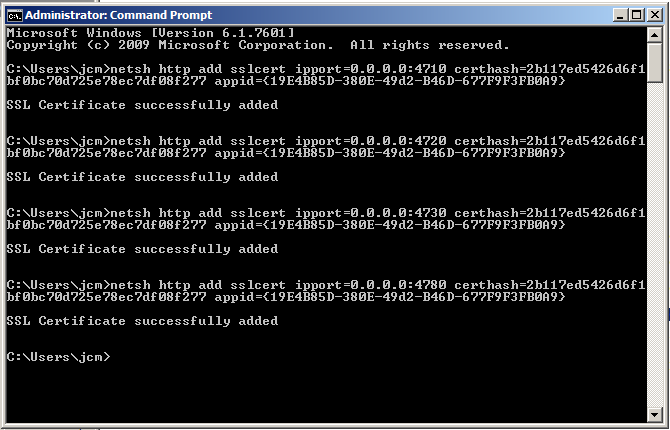 Administrator: Command Prompt
Microsoft Windows [Version 6.1.7601]
Copyright (c) 2009 Microsoft Corporation.  All rights reserved.
C:\Users\jcm>netsh http add sslcert ipport=0.0.0.0:4710 certhash=2b117ed5426d6f1
bf0bc70d725e78ec7df08f277 appid={19E4B85D-380E-49d2-B46D-677F9F3FB0A9}
SSL Certificate successfully added
C:\Users\jcm>netsh http add sslcert ipport=0.0.0.0:4720 certhash=2b117ed5426d6f1
bf0bc70d725e78ec7df08f277 appid={19E4B85D-380E-49d2-B46D-677F9F3FB0A9}
SSL Certificate successfully added
C:\Users\jcm>netsh http add sslcert ipport=0.0.0.0:4730 certhash=2b117ed5426d6f1
bf0bc70d725e78ec7df08f277 appid={19E4B85D-380E-49d2-B46D-677F9F3FB0A9}
SSL Certificate successfully added
C:\Users\jcm>netsh http add sslcert ipport=0.0.0.0:4780 certhash=2b117ed5426d6f1
bf0bc70d725e78ec7df08f277 appid={19E4B85D-380E-49d2-B46D-677F9F3FB0A9}
SSL Certificate successfully added
C:\Users\jcm>